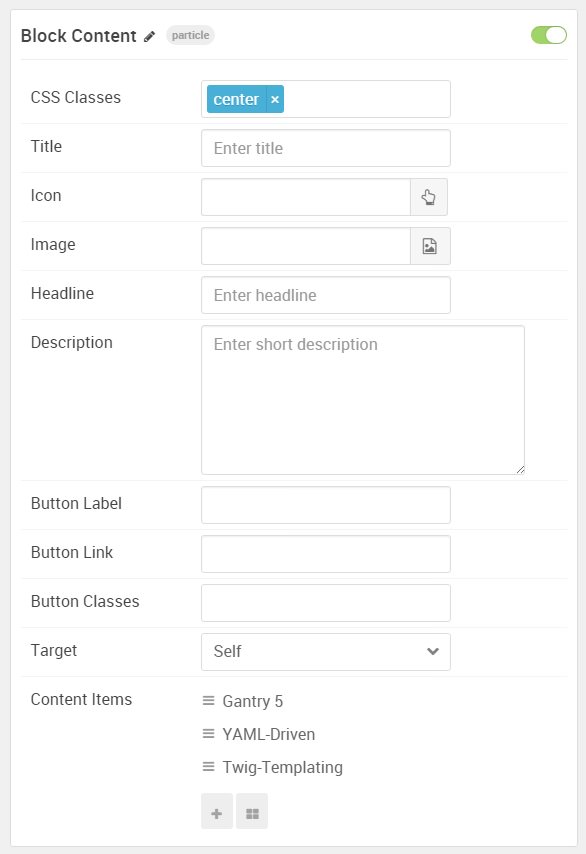 Block Content particle
CSS Classes center ×
Title Enter title
Icon
Image
Headline Enter headline
Description Enter short description
Button Label
Button Link
Button Classes
Target Self
Content Items Gantry 5
YAML-Driven
Twig-Templating